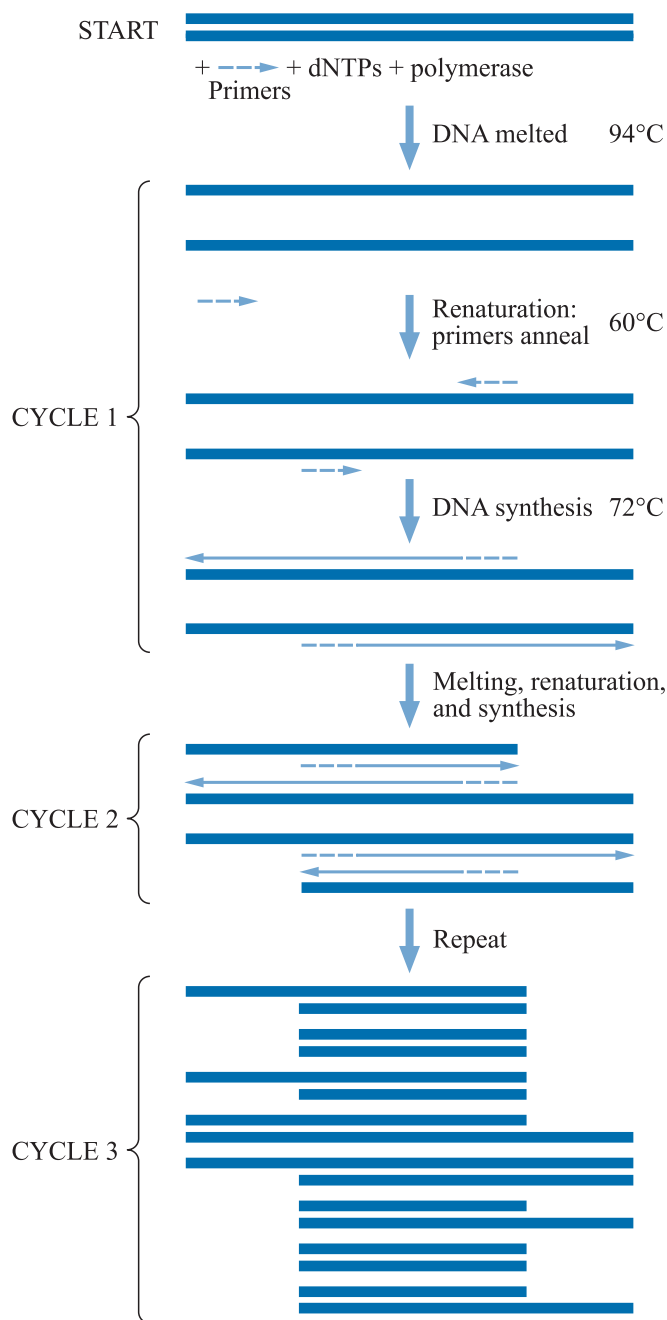 START
+ + dNTPs + polymerase
Primers
DNA melted 94°C
Renaturation:
primers anneal 60°C
CYCLE 1
DNA synthesis 72°C
Melting, renaturation,
and synthesis
CYCLE 2
Repeat
CYCLE 3